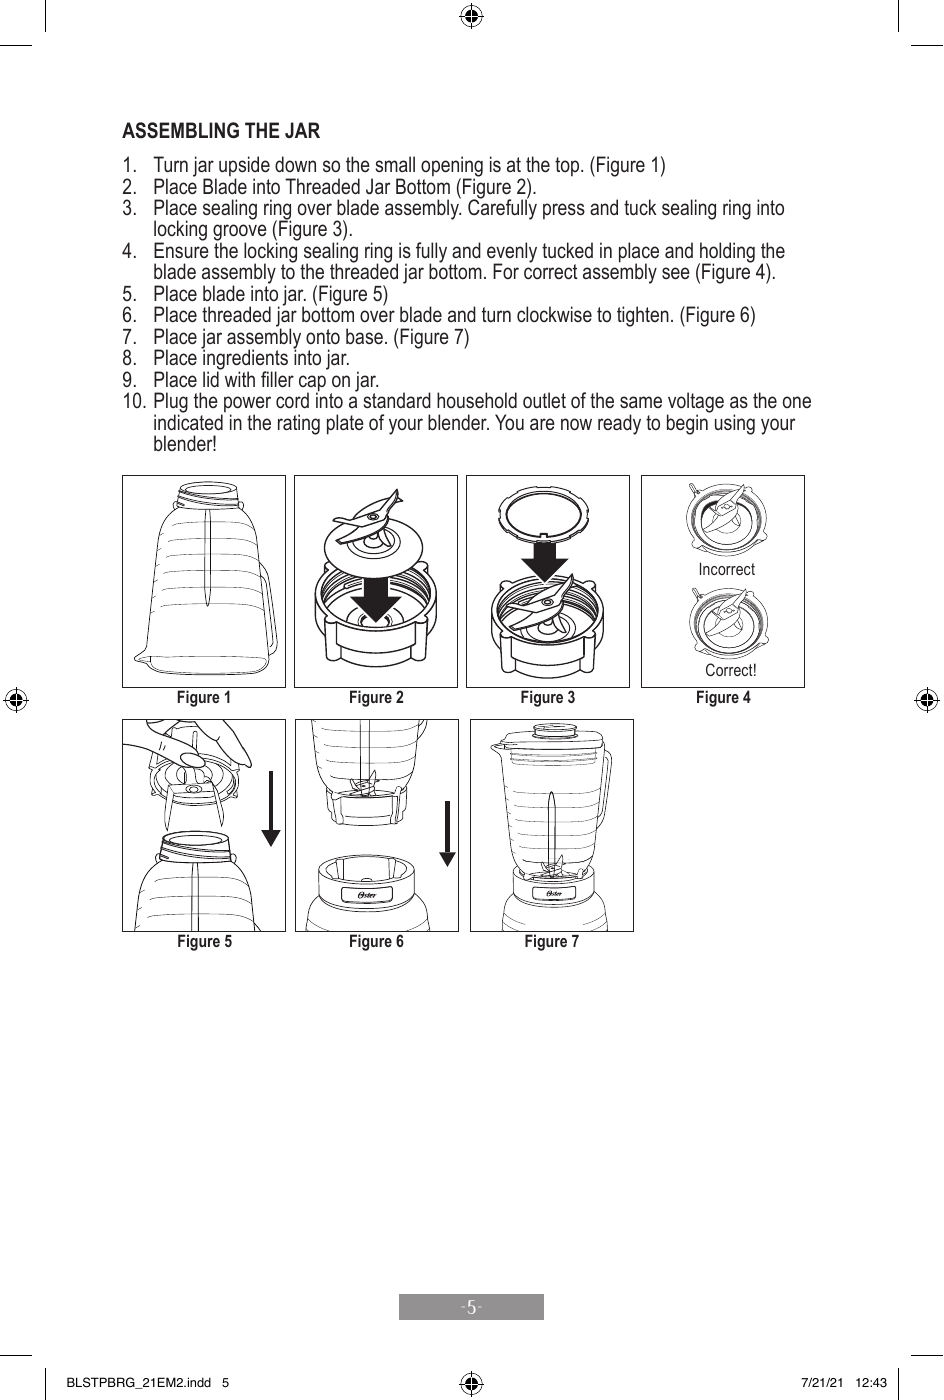 ASSEMBLING THE JAR
1. Turn jar upside down so the small opening is at the top. (Figure 1)
2. Place Blade into Threaded Jar Bottom (Figure 2).
3. Place sealing ring over blade assembly. Carefully press and tuck sealing ring into
locking groove (Figure 3).
4. Ensure the locking sealing ring is fully and evenly tucked in place and holding the
blade assembly to the threaded jar bottom. For correct assembly see (Figure 4).
5. Place blade into jar. (Figure 5)
6. Place threaded jar bottom over blade and turn clockwise to tighten. (Figure 6)
7. Place jar assembly onto base. (Figure 7)
8. Place ingredients into jar.
9. Place lid with filler cap on jar.
10. Plug the power cord into a standard household outlet of the same voltage as the one
indicated in the rating plate of your blender. You are now ready to begin using your
blender!
Incorrect
Correct!
Figure 1 Figure 2 Figure 3 Figure 4
Oster Oster
Figure 5 Figure 6 Figure 7
-5-
BLSTPBRG_21EM2.indd 5 7/21/21 12:43